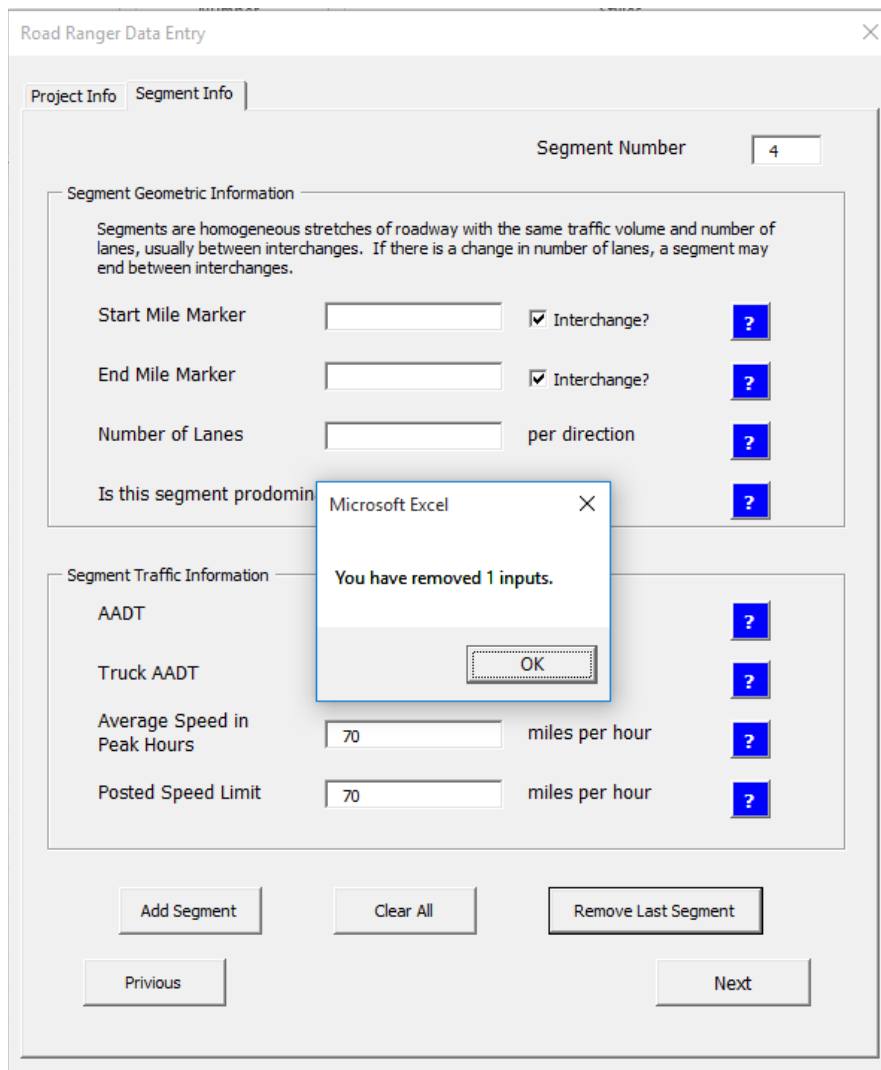 Road Ranger Data Entry
Project Info Segment Info
Segment Number 4
Segment Geometric Information
Segments are homogeneous stretches of roadway with the same traffic volume and number of
lanes, usually between interchanges. If there is a change in number of lanes, a segment may
end between interchanges.
Start Mile Marker Interchange? ?
End Mile Marker Interchange? ?
Number of Lanes per direction ?
Is this segment ?
Microsoft Excel
You have removed 1 inputs.
OK
Segment Traffic Information
AADT ?
Truck AADT ?
Average Speed in
Peak Hours 70 miles per hour ?
Posted Speed Limit 70 miles per hour ?
Add Segment Clear All Remove Last Segment
Privious Next